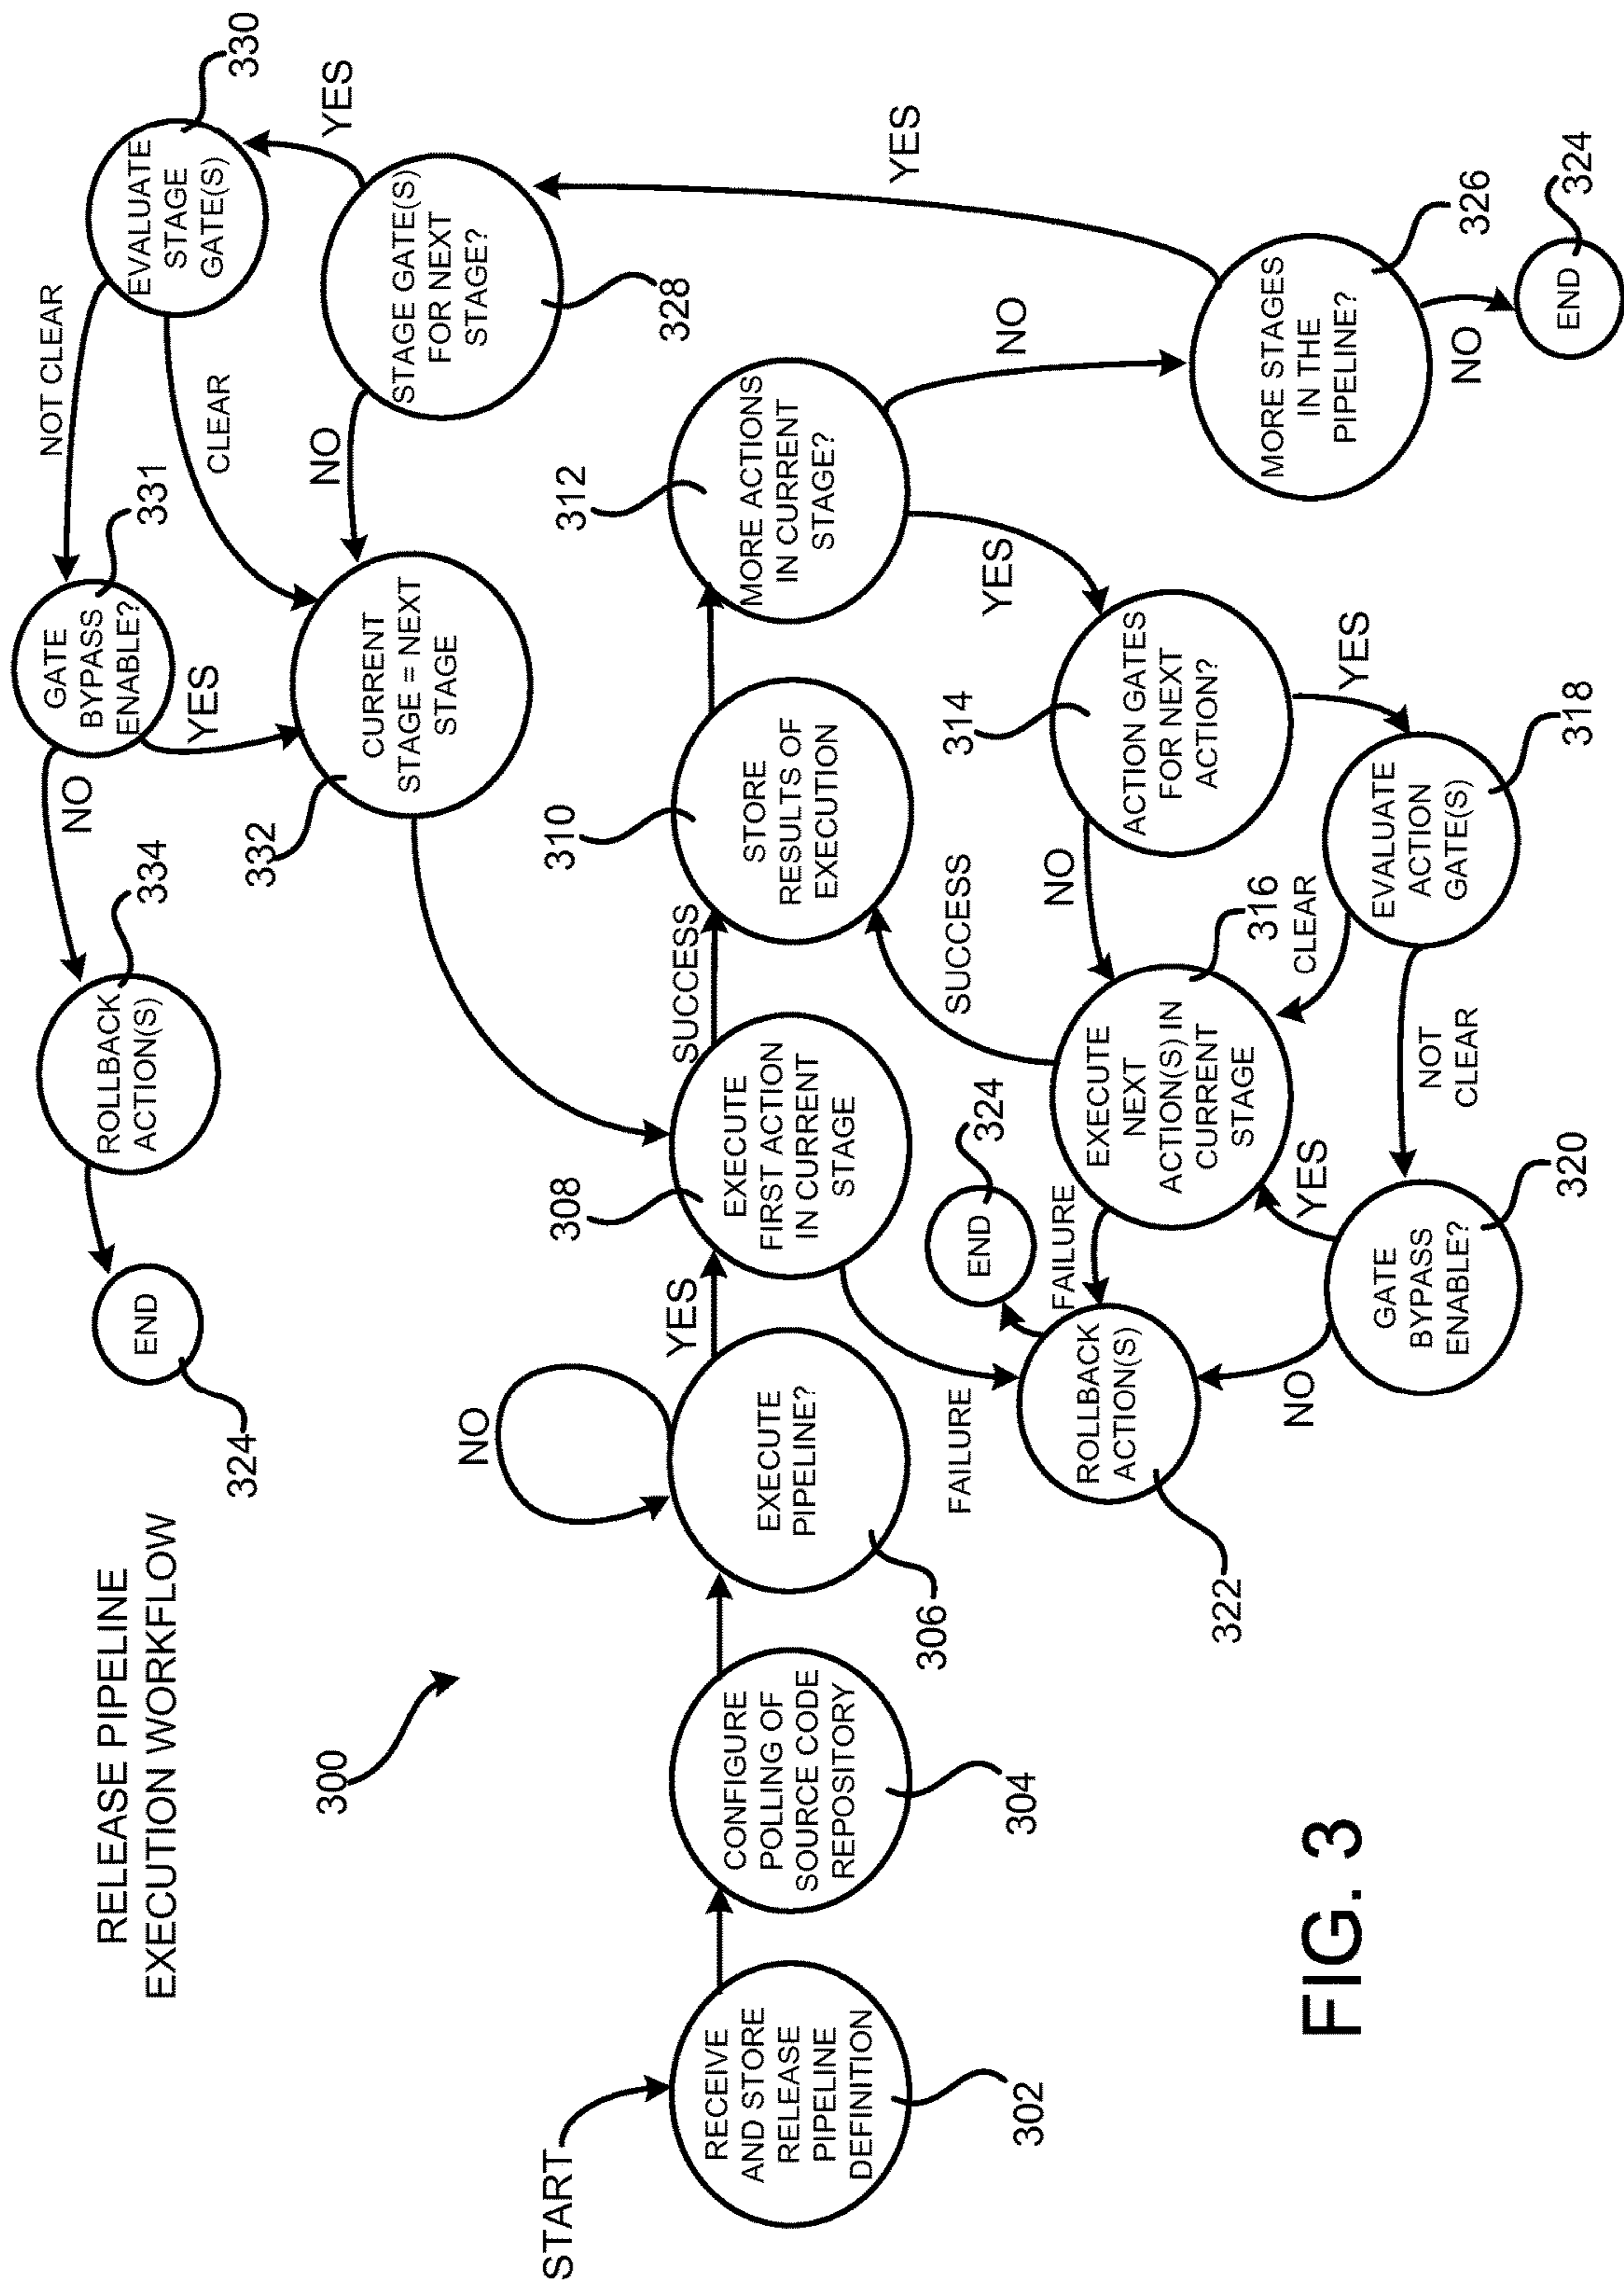 RELEASE PIPELINE
EXECUTION WORKFLOW
300
START
RECEIVE
AND STORE
RELEASE
PIPELINE
DEFINITION
302
CONFIGURE
POLLING OF
SOURCE CODE
REPOSITORY
304
EXECUTE
PIPELINE?
306
NO
YES
EXECUTE
FIRST ACTION
IN CURRENT
STAGE
308
SUCCESS
FAILURE
STORE
RESULTS OF
EXECUTION
310
MORE ACTIONS
IN CURRENT
STAGE?
312
YES
NO
ACTION GATES
FOR NEXT
ACTION?
314
NO
YES
EXECUTE
NEXT
ACTION(S) IN
CURRENT
STAGE
316
SUCCESS
FAILURE
EVALUATE
ACTION
GATE(S)
318
CLEAR
NOT
CLEAR
GATE
BYPASS
ENABLE?
320
YES
NO
ROLLBACK
ACTION(S)
322
END
324
MORE STAGES
IN THE
PIPELINE?
326
YES
NO
END
324
STAGE GATE(S)
FOR NEXT
STAGE?
328
YES
NO
EVALUATE
STAGE
GATE(S)
330
NOT CLEAR
CLEAR
GATE
BYPASS
ENABLE?
331
YES
NO
CURRENT
STAGE = NEXT
STAGE
332
ROLLBACK
ACTION(S)
334
END
324
FIG. 3